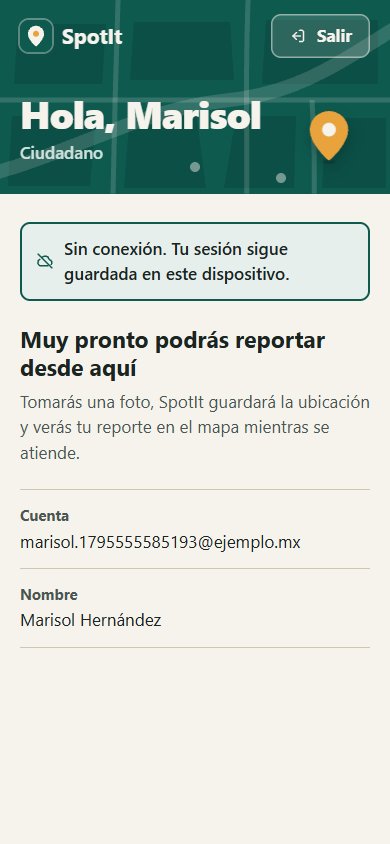 SpotIt
Salir
Hola, Marisol
Ciudadano
Sin conexión. Tu sesión sigue
guardada en este dispositivo.
Muy pronto podrás reportar
desde aquí
Tomarás una foto, SpotIt guardará la ubicación
y verás tu reporte en el mapa mientras se
atiende.
Cuenta
marisol.1795555585193@ejemplo.mx
Nombre
Marisol Hernández